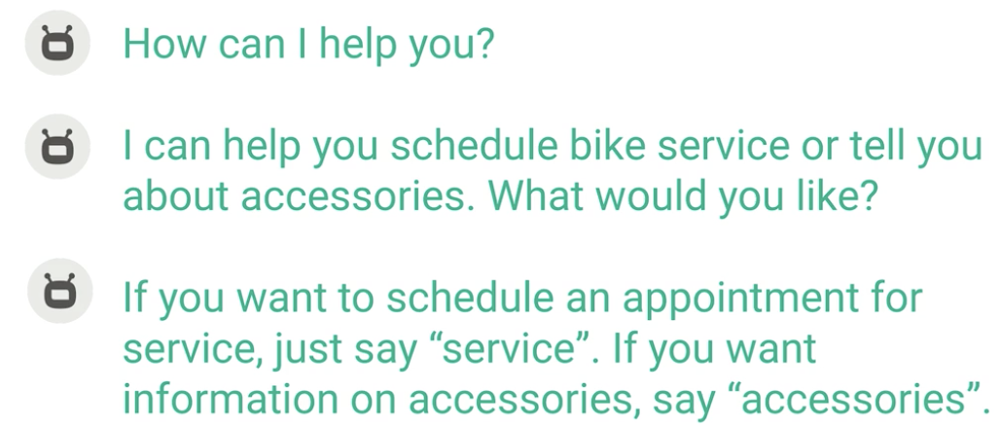 How can I help you?
I can help you schedule bike service or tell you
about accessories. What would you like?
If you want to schedule an appointment for
service, just say “service”. If you want
information on accessories, say “accessories”.